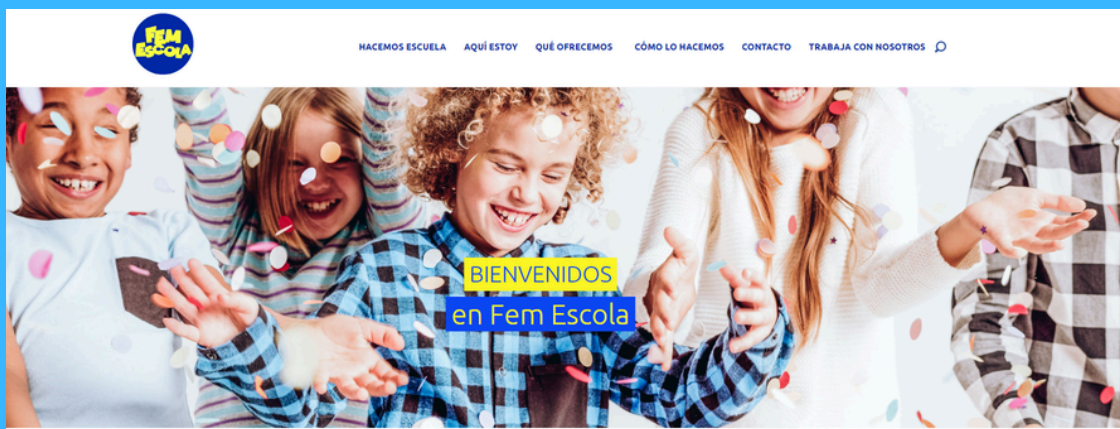 FEM
ESCOLA
HACEMOS ESCUELA AQUÍ ESTOY QUÉ OFRECEMOS CÓMO LO HACEMOS CONTACTO TRABAJA CON NOSOTROS
BIENVENIDOS
en Fem Escola